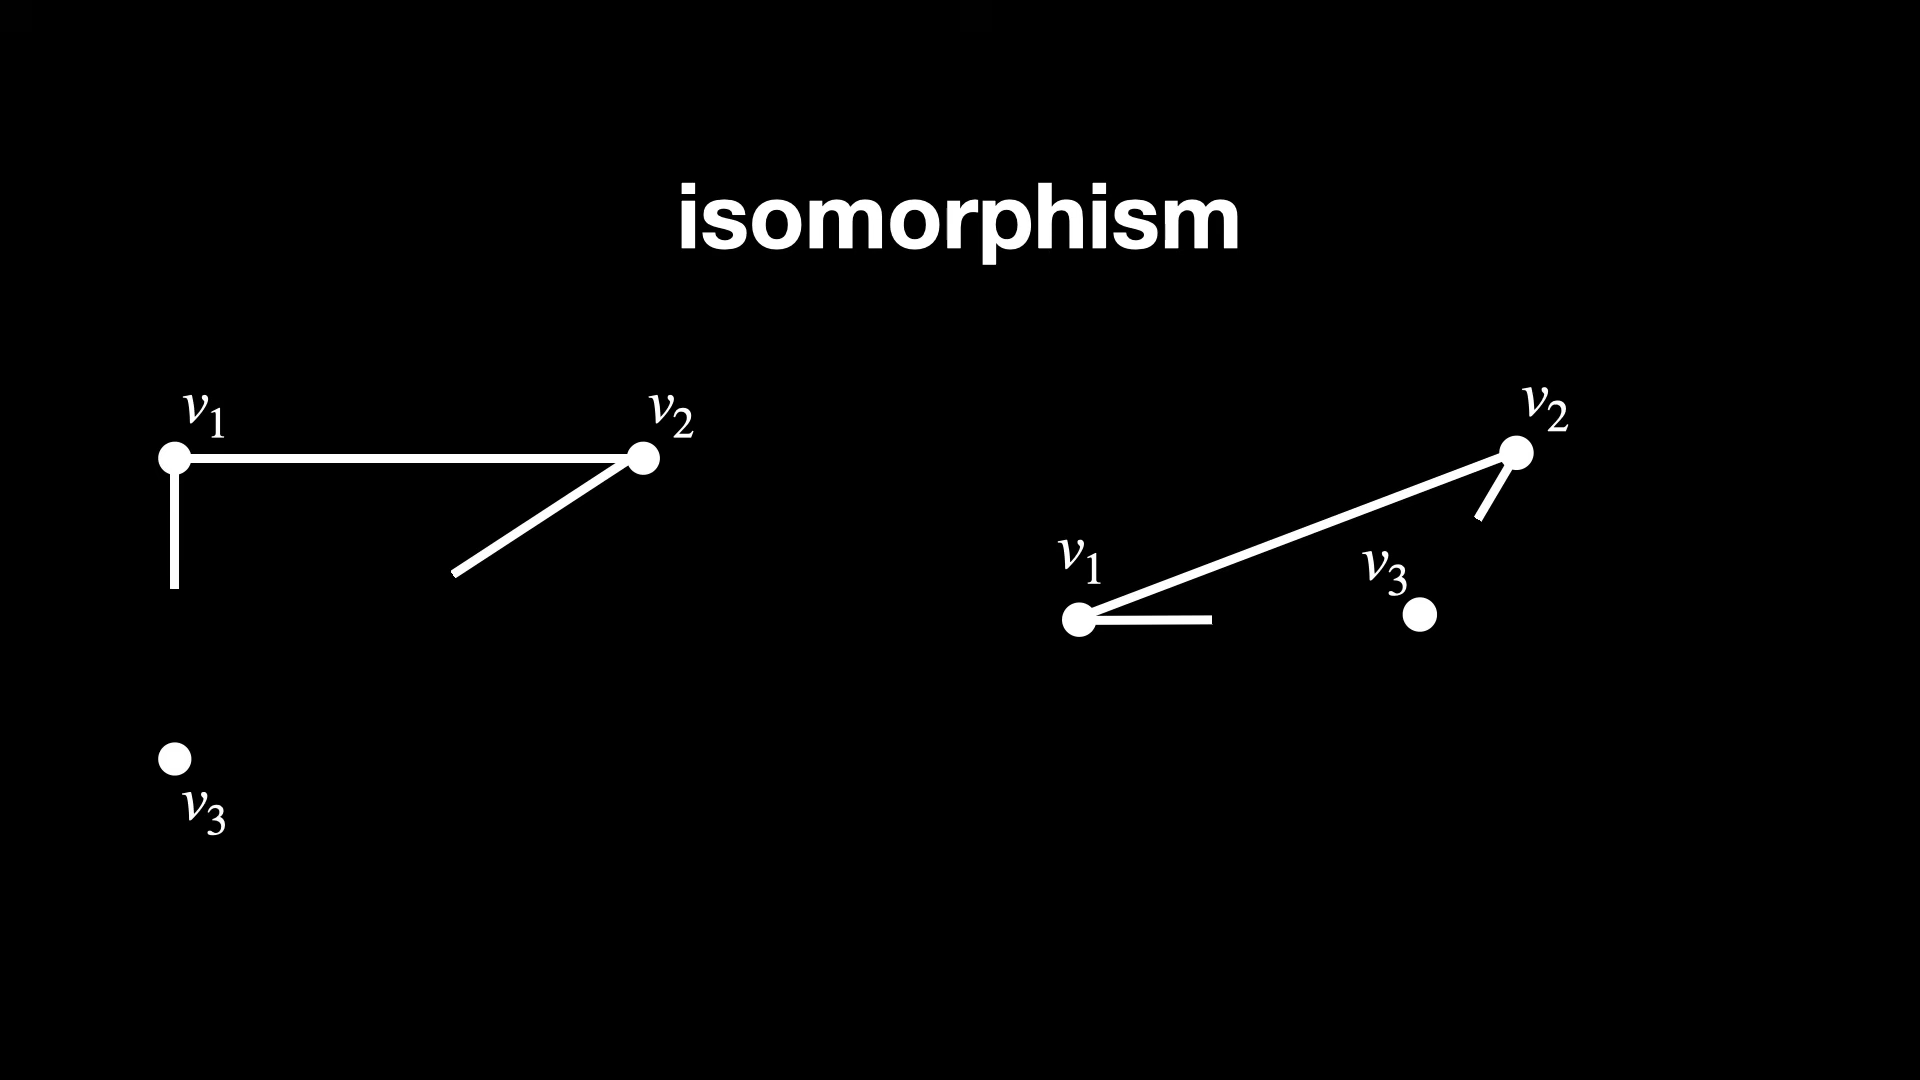 isomorphism
v₁
v₂
v₃
v₁
v₂
v₃